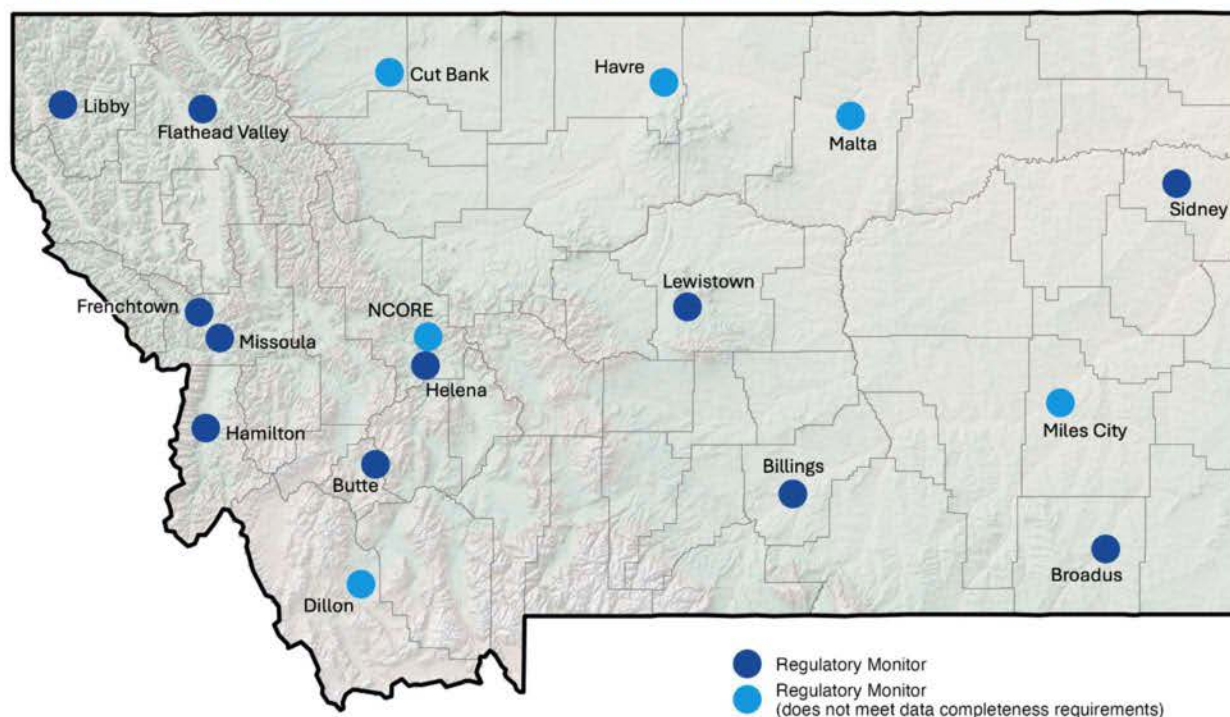 Cut Bank
Havre
Libby
Flathead Valley
Malta
Sidney
Lewistown
Frenchtown
NCORE
Missoula
Helena
Hamilton
Miles City
Billings
Butte
Broadus
Dillon
Regulatory Monitor
Regulatory Monitor
(does not meet data completeness requirements)